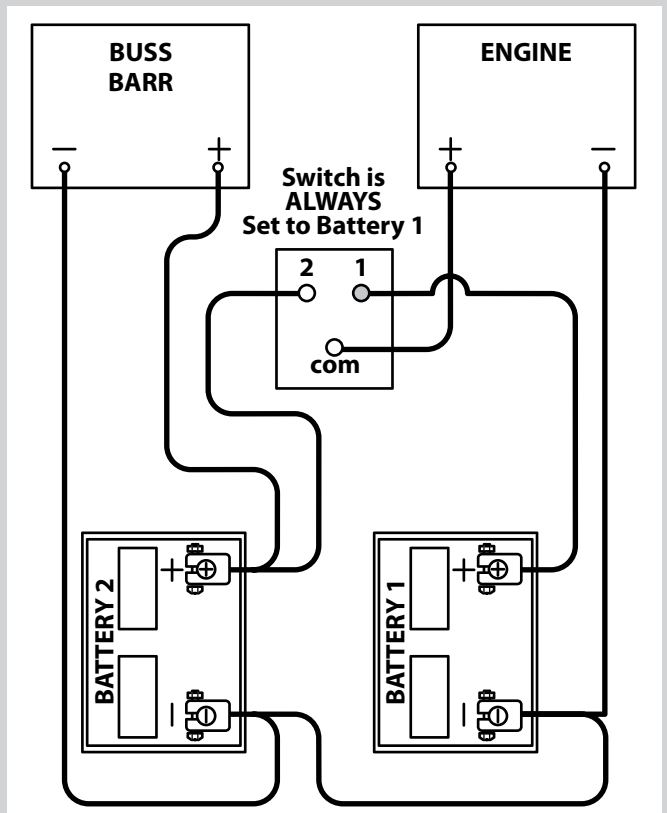 BUSS
BARR
ENGINE
— +
+ —
Switch is
ALWAYS
Set to Battery 1
2 1
com
BATTERY 2
+
—
BATTERY 1
+
—